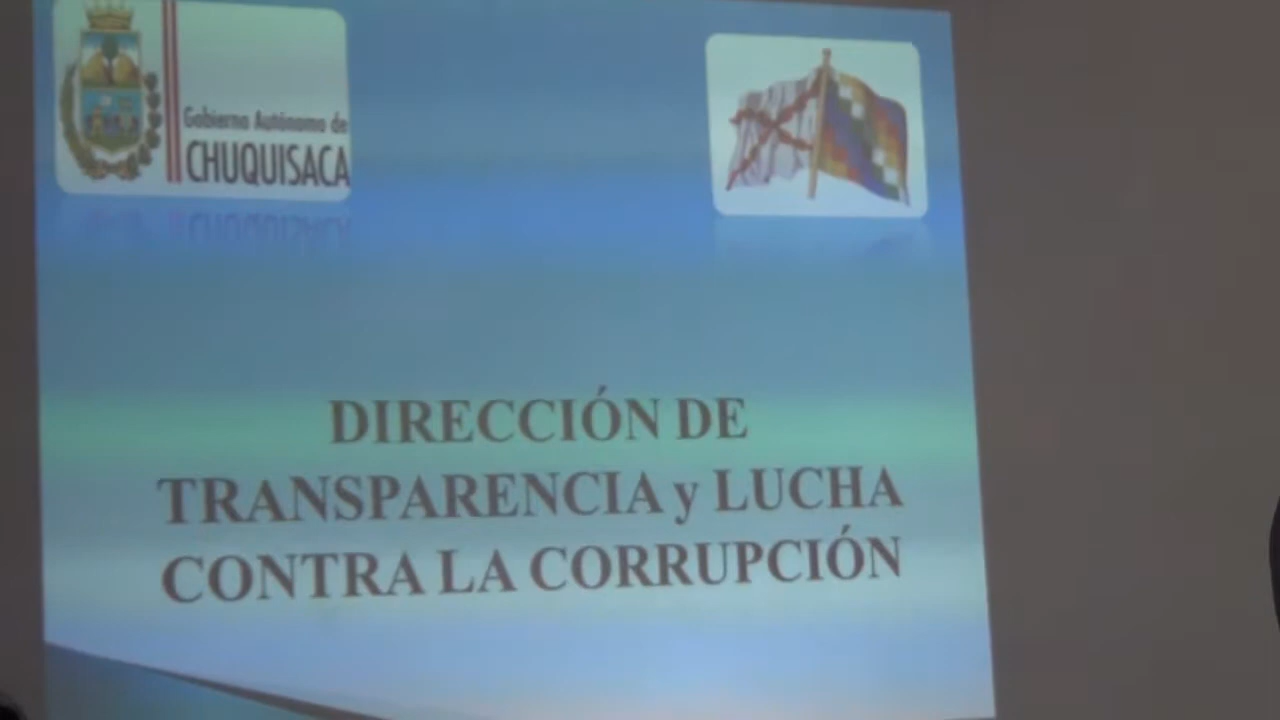 Gobierno Autónomo de
CHUQUISACA
DIRECCIÓN DE
TRANSPARENCIA y LUCHA
CONTRA LA CORRUPCIÓN